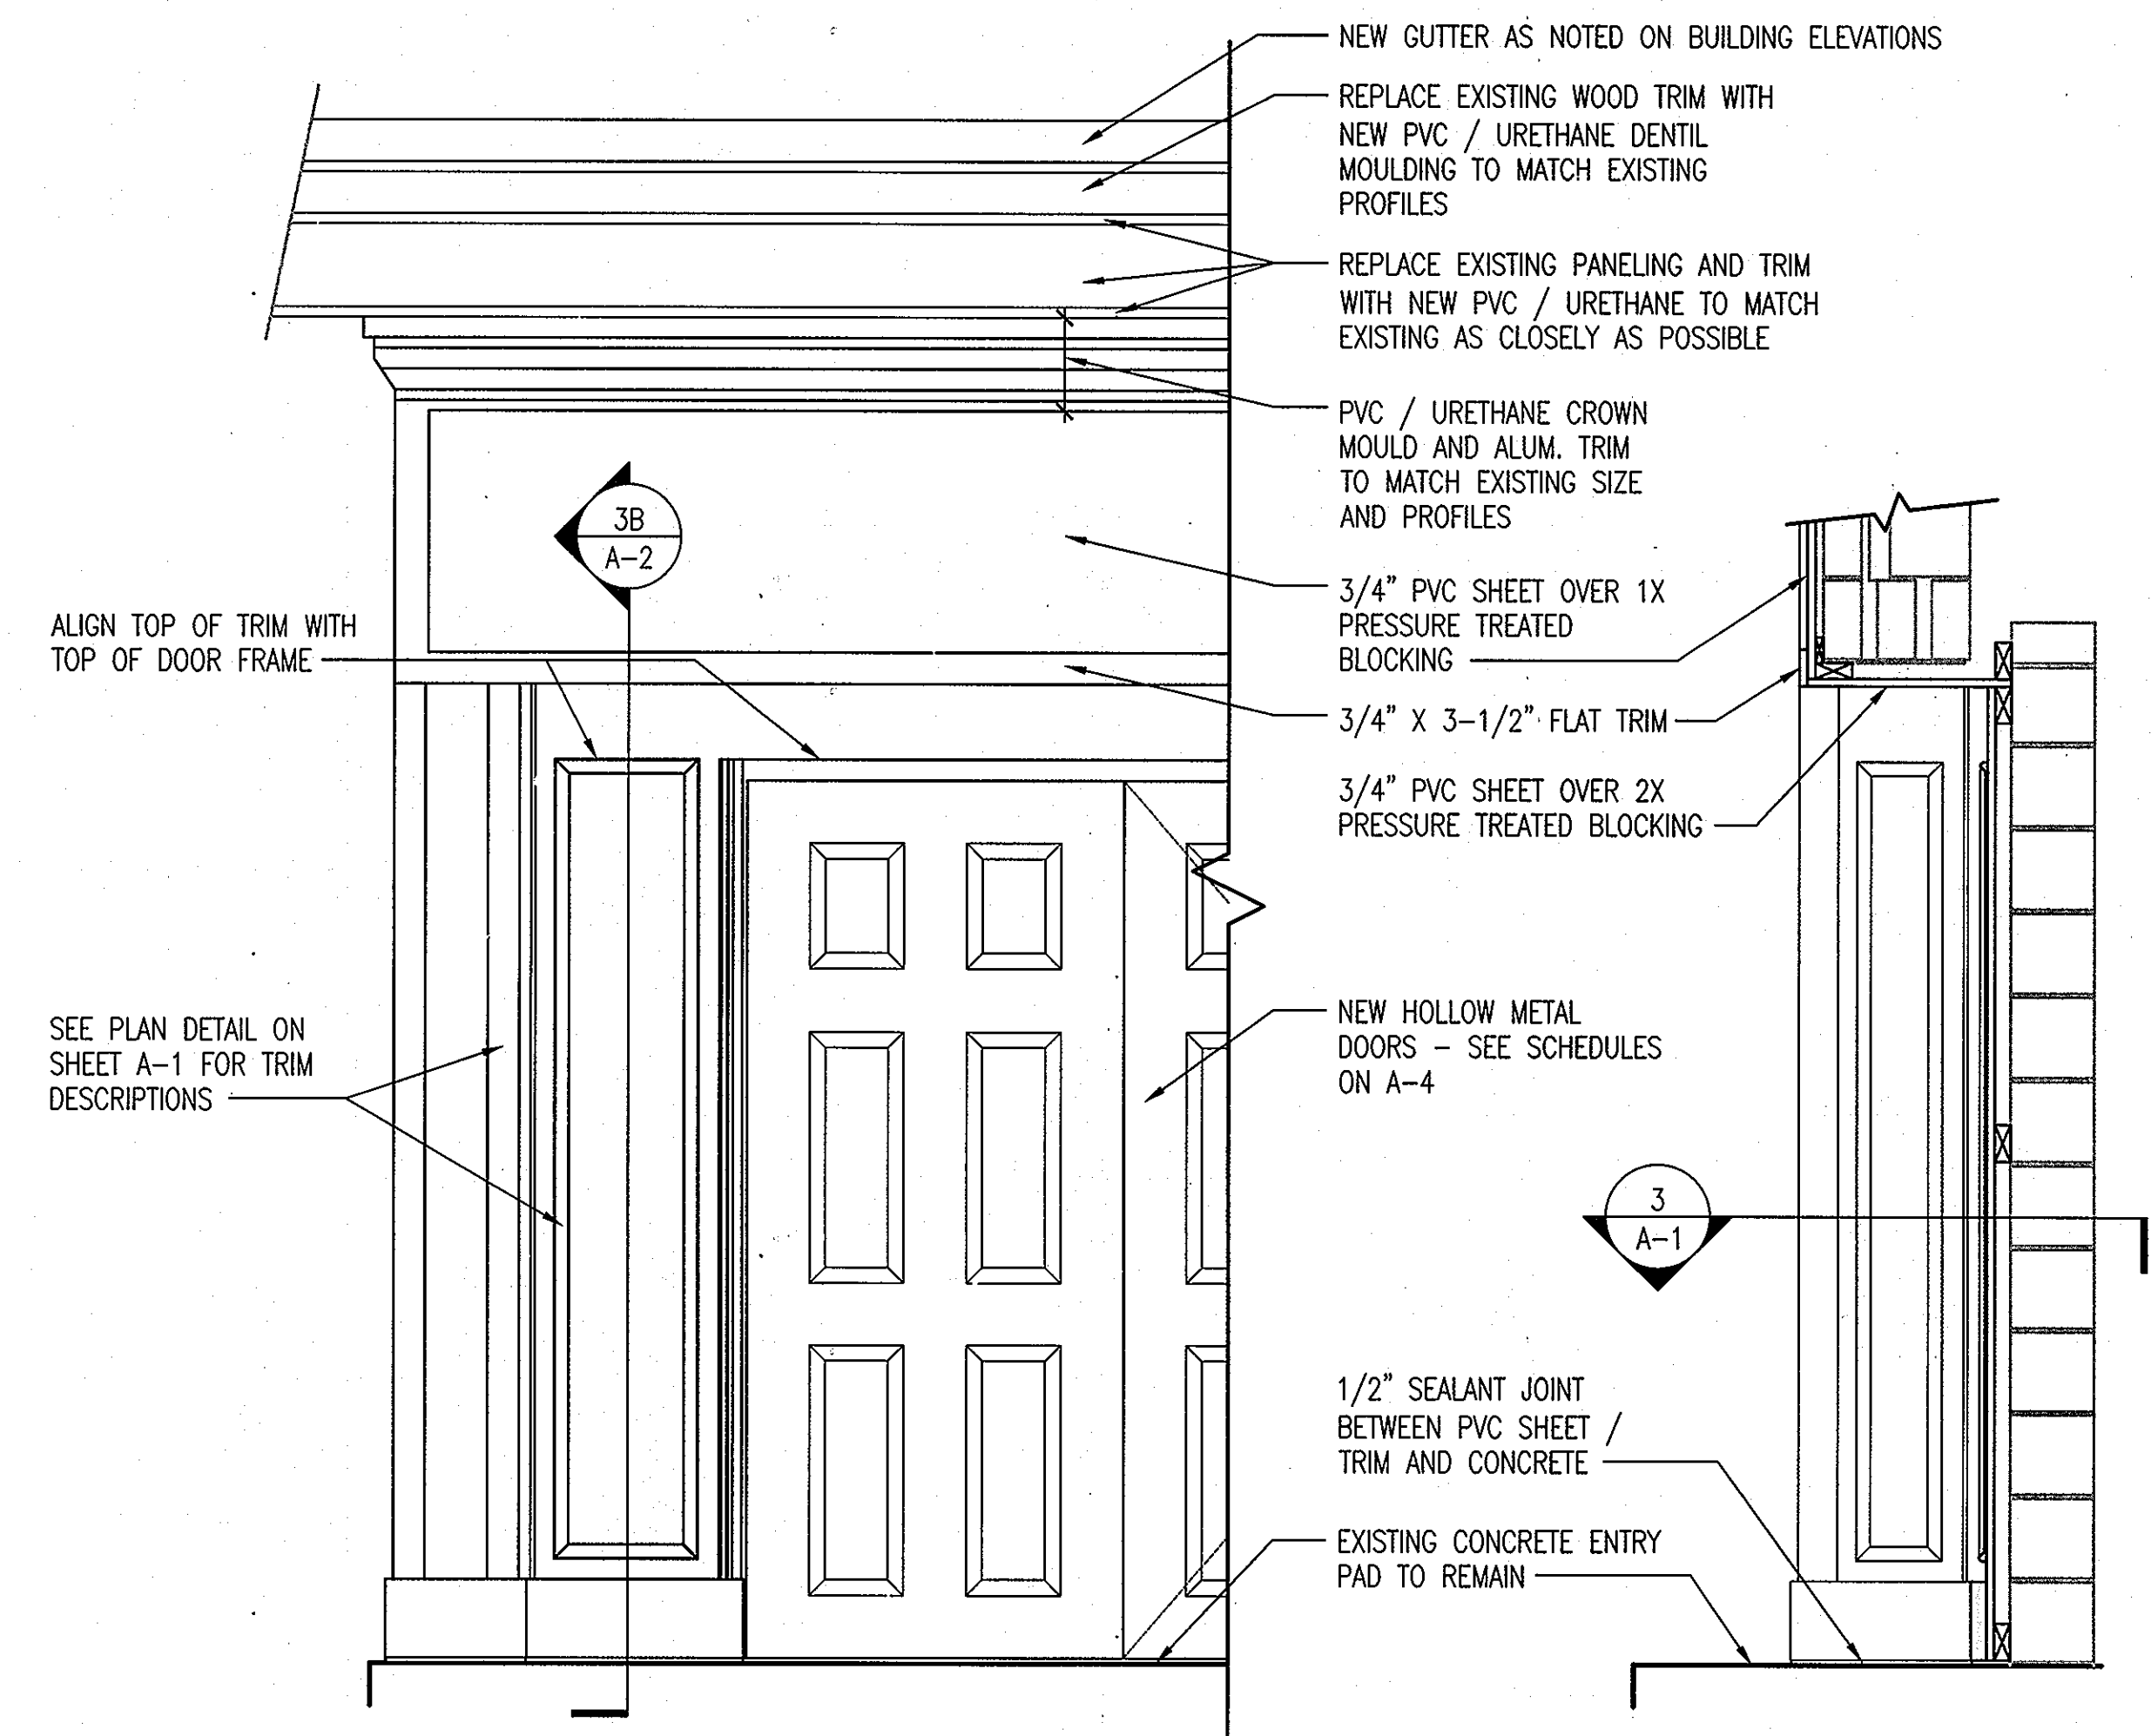 NEW GUTTER AS NOTED ON BUILDING ELEVATIONS
REPLACE EXISTING WOOD TRIM WITH
NEW PVC / URETHANE DENTIL
MOULDING TO MATCH EXISTING
PROFILES
REPLACE EXISTING PANELING AND TRIM
WITH NEW PVC / URETHANE TO MATCH
EXISTING AS CLOSELY AS POSSIBLE
PVC / URETHANE CROWN
MOULD AND ALUM. TRIM
TO MATCH EXISTING SIZE
AND PROFILES
3B
A-2
3/4" PVC SHEET OVER 1X
PRESSURE TREATED
BLOCKING
ALIGN TOP OF TRIM WITH
TOP OF DOOR FRAME
3/4" X 3-1/2" FLAT TRIM
3/4" PVC SHEET OVER 2X
PRESSURE TREATED BLOCKING
SEE PLAN DETAIL ON
SHEET A-1 FOR TRIM
DESCRIPTIONS
NEW HOLLOW METAL
DOORS - SEE SCHEDULES
ON A-4
3
A-1
1/2" SEALANT JOINT
BETWEEN PVC SHEET /
TRIM AND CONCRETE
EXISTING CONCRETE ENTRY
PAD TO REMAIN